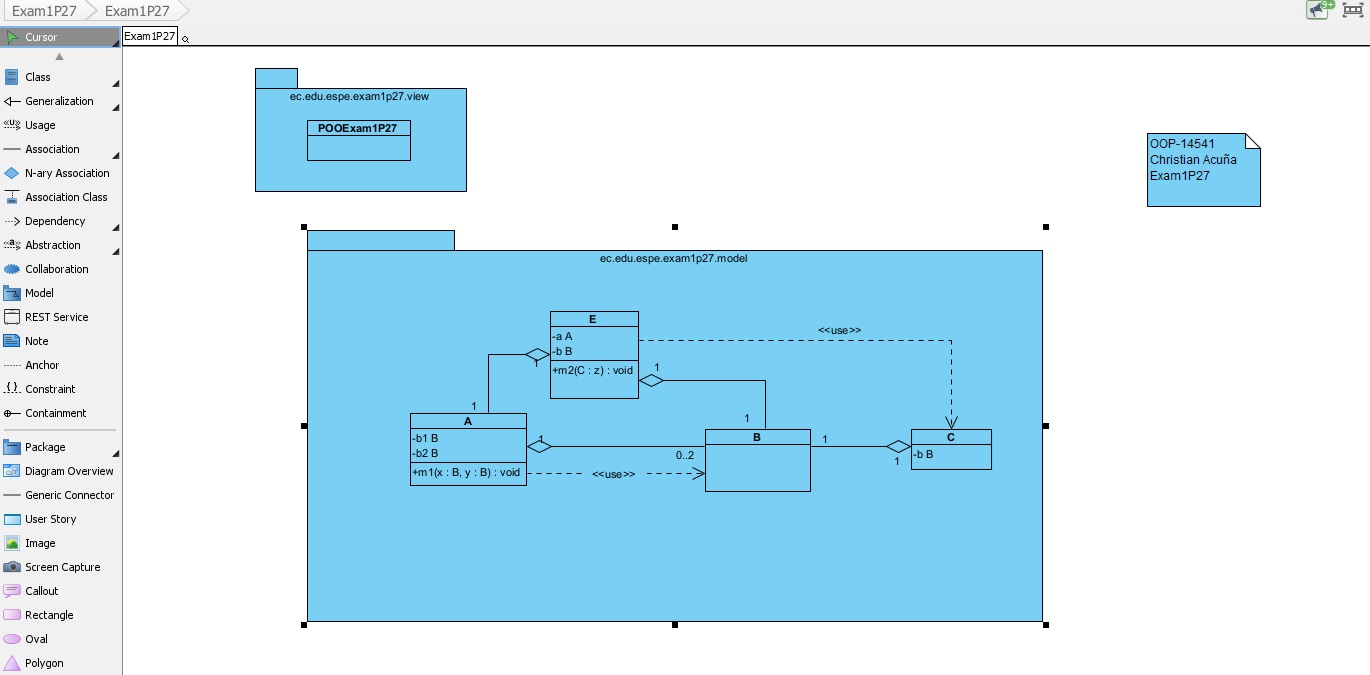 Exam1P27 Exam1P27
9+
Cursor
Exam1P27
Class
Generalization
Usage
Association
N-ary Association
Association Class
Dependency
Abstraction
Collaboration
Model
REST Service
Note
Anchor
Constraint
Containment
Package
Diagram Overview
Generic Connector
User Story
Image
Screen Capture
Callout
Rectangle
Oval
Polygon
ec.edu.espe.exam1p27.view
POOExam1P27
OOP-14541
Christian Acuña
Exam1P27
ec.edu.espe.exam1p27.model
E
-a A
-b B
+m2(C : z) : void
<<use>>
1
1
1
1
A
-b1 B
-b2 B
+m1(x : B, y : B) : void
1
0..2
<<use>>
B
1
1
C
-b B